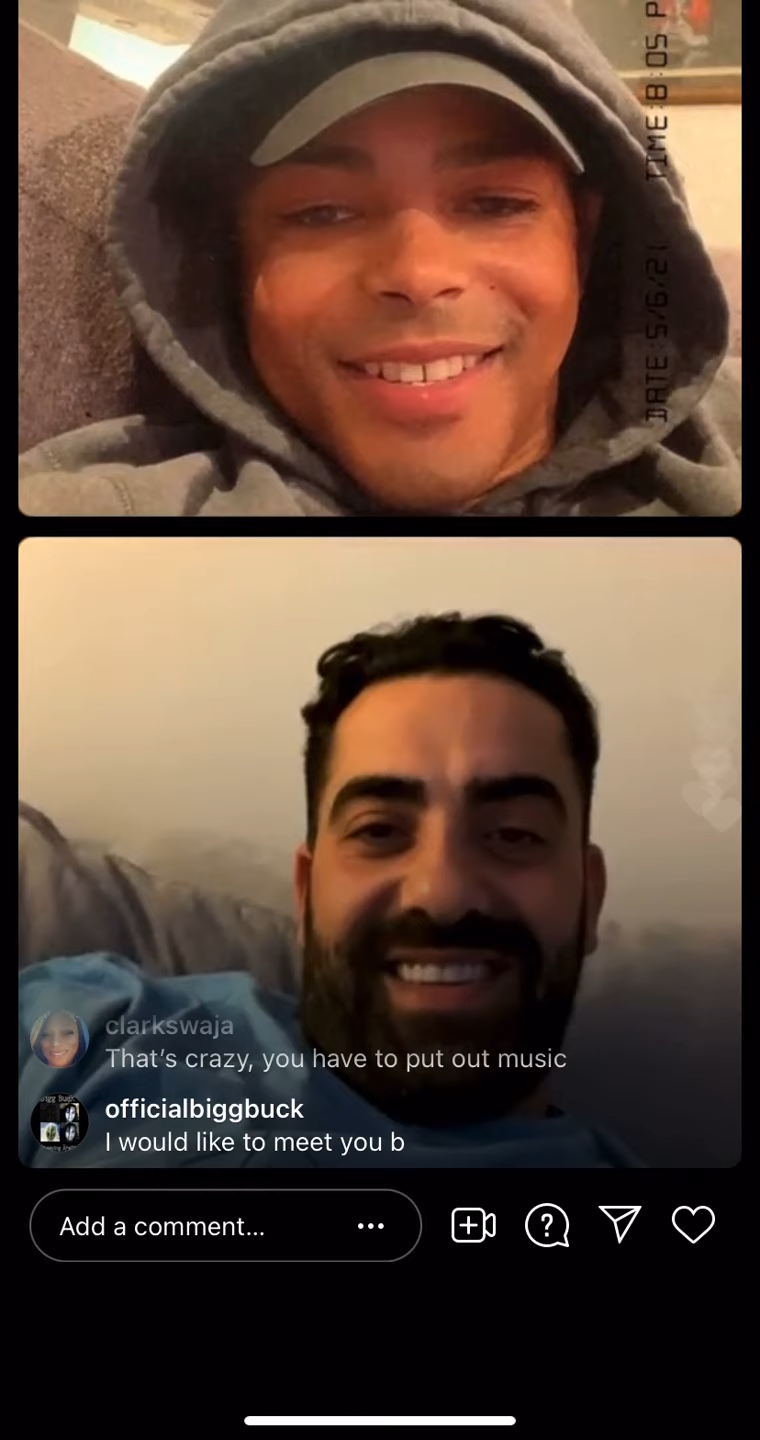 DATE:5/6/21 TIME:8:05 P
clarkswaja
That’s crazy, you have to put out music
officialbiggbuck
I would like to meet you b
Add a comment...